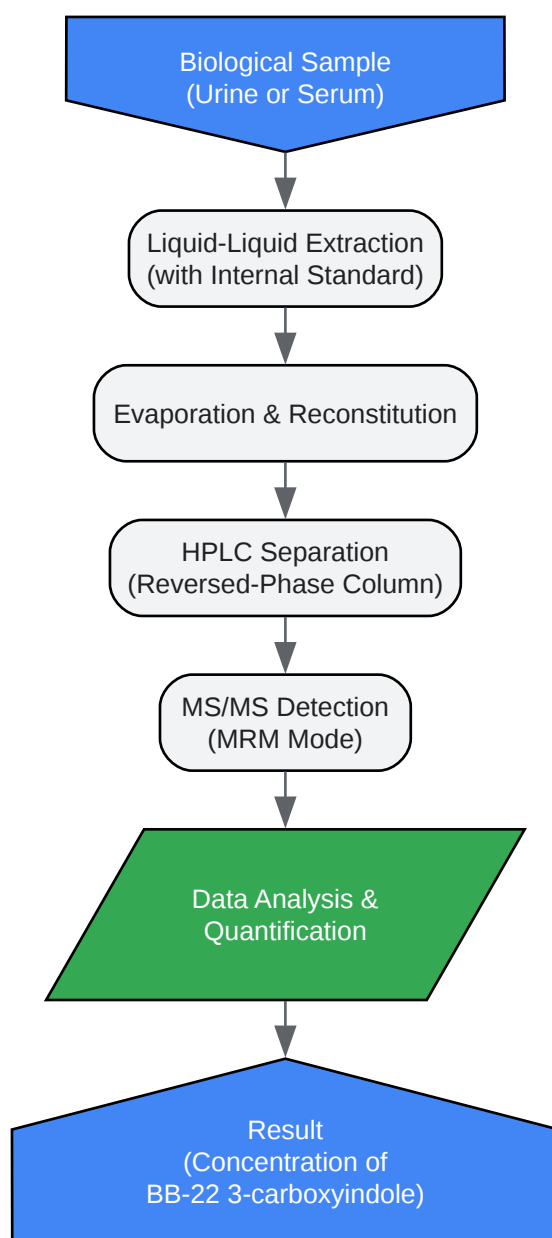 Biological Sample
(Urine or Serum)
Liquid-Liquid Extraction
(with Internal Standard)
Evaporation & Reconstitution
HPLC Separation
(Reversed-Phase Column)
MS/MS Detection
(MRM Mode)
Data Analysis &
Quantification
Result
(Concentration of
BB-22 3-carboxyindole)